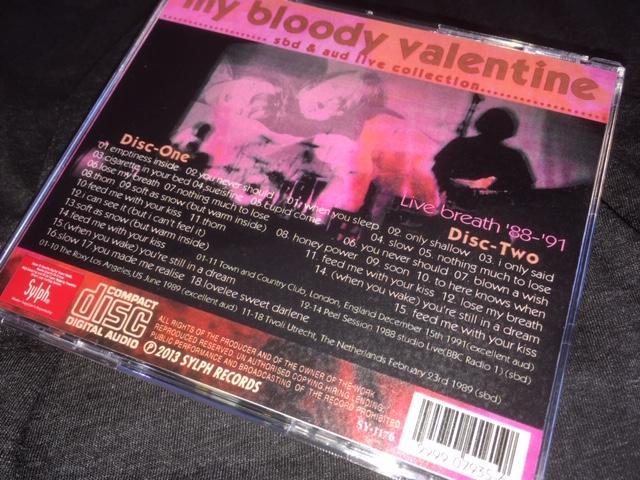 my bloody valentine
sbd & aud live collection
Live breath '88-'91
Disc-One
01 emptiness inside 02 you never should
03 cigarette in your bed 04 sueisfine 05 cupid come
06 lose my breath 07 nothing much to lose
08 thorn 09 soft as snow (but warm inside)
10 feed me with your kiss 11 thorn
12 i can see it (but i can't feel it)
13 soft as snow (but warm inside)
14 feed me with your kiss
15 (when you wake) you're still in a dream
16 slow 17 you made me realise 18 lovelee sweet darlene
01-10 The Roxy Los Angeles, US June 1989 (excellent aud) 11-18 Tivoli Utrecht, The Netherlands February 23rd 1989 (sbd)
Disc-Two
01. when you sleep 02. only shallow 03. i only said
04. slow 05. nothing much to lose
06. you never should 07. blown a wish
08. honey power 09. soon 10. to here knows when
11. feed me with your kiss 12. lose my breath
14. (when you wake) you're still in a dream
15. feed me with your kiss
01-11 Town and Country Club, London, England December 15th 1991 (excellent aud)
12-14 Peel Session 1988 studio Live (BBC Radio 1) (sbd)
Sylph.
COMPACT
disc
DIGITAL AUDIO
ALL RIGHTS OF THE PRODUCER AND OF THE OWNER OF THE WORK
REPRODUCED RESERVED. UN AUTHORISED COPYING HIRING LENDING.
PUBLIC PERFORMANCE AND BROADCASTING OF THE RECORD PROHIBITED
℗ 2013 SYLPH RECORDS
SY-1176